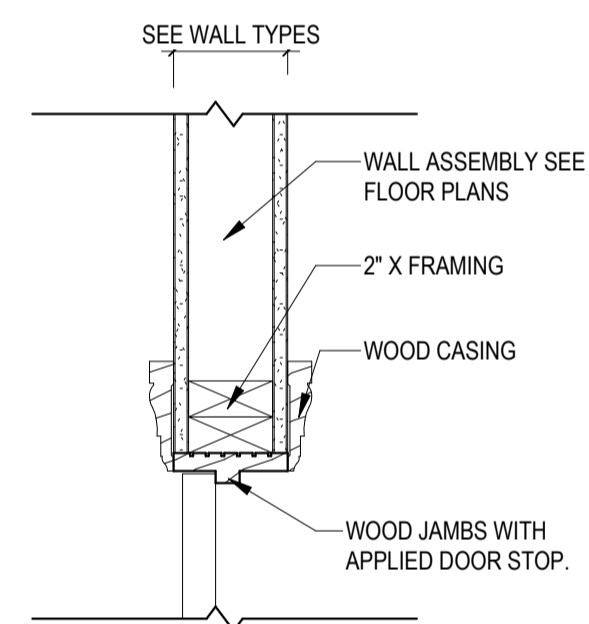 SEE WALL TYPES
WALL ASSEMBLY SEE
FLOOR PLANS
2" X FRAMING
WOOD CASING
WOOD JAMBS WITH
APPLIED DOOR STOP.